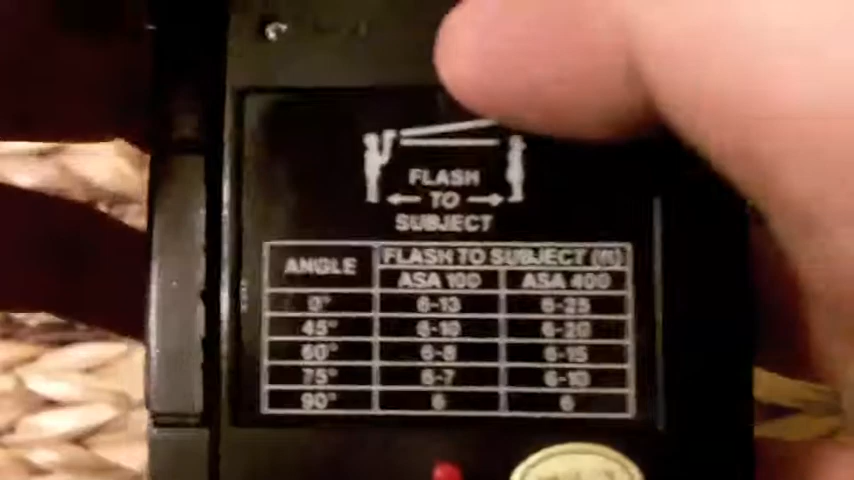 FLASH
TO
SUBJECT
ANGLE FLASH TO SUBJECT (ft)
ASA 100 ASA 400
0° 6-13 6-25
45° 6-10 6-20
60° 6-8 6-15
75° 6-7 6-10
90° 6 6